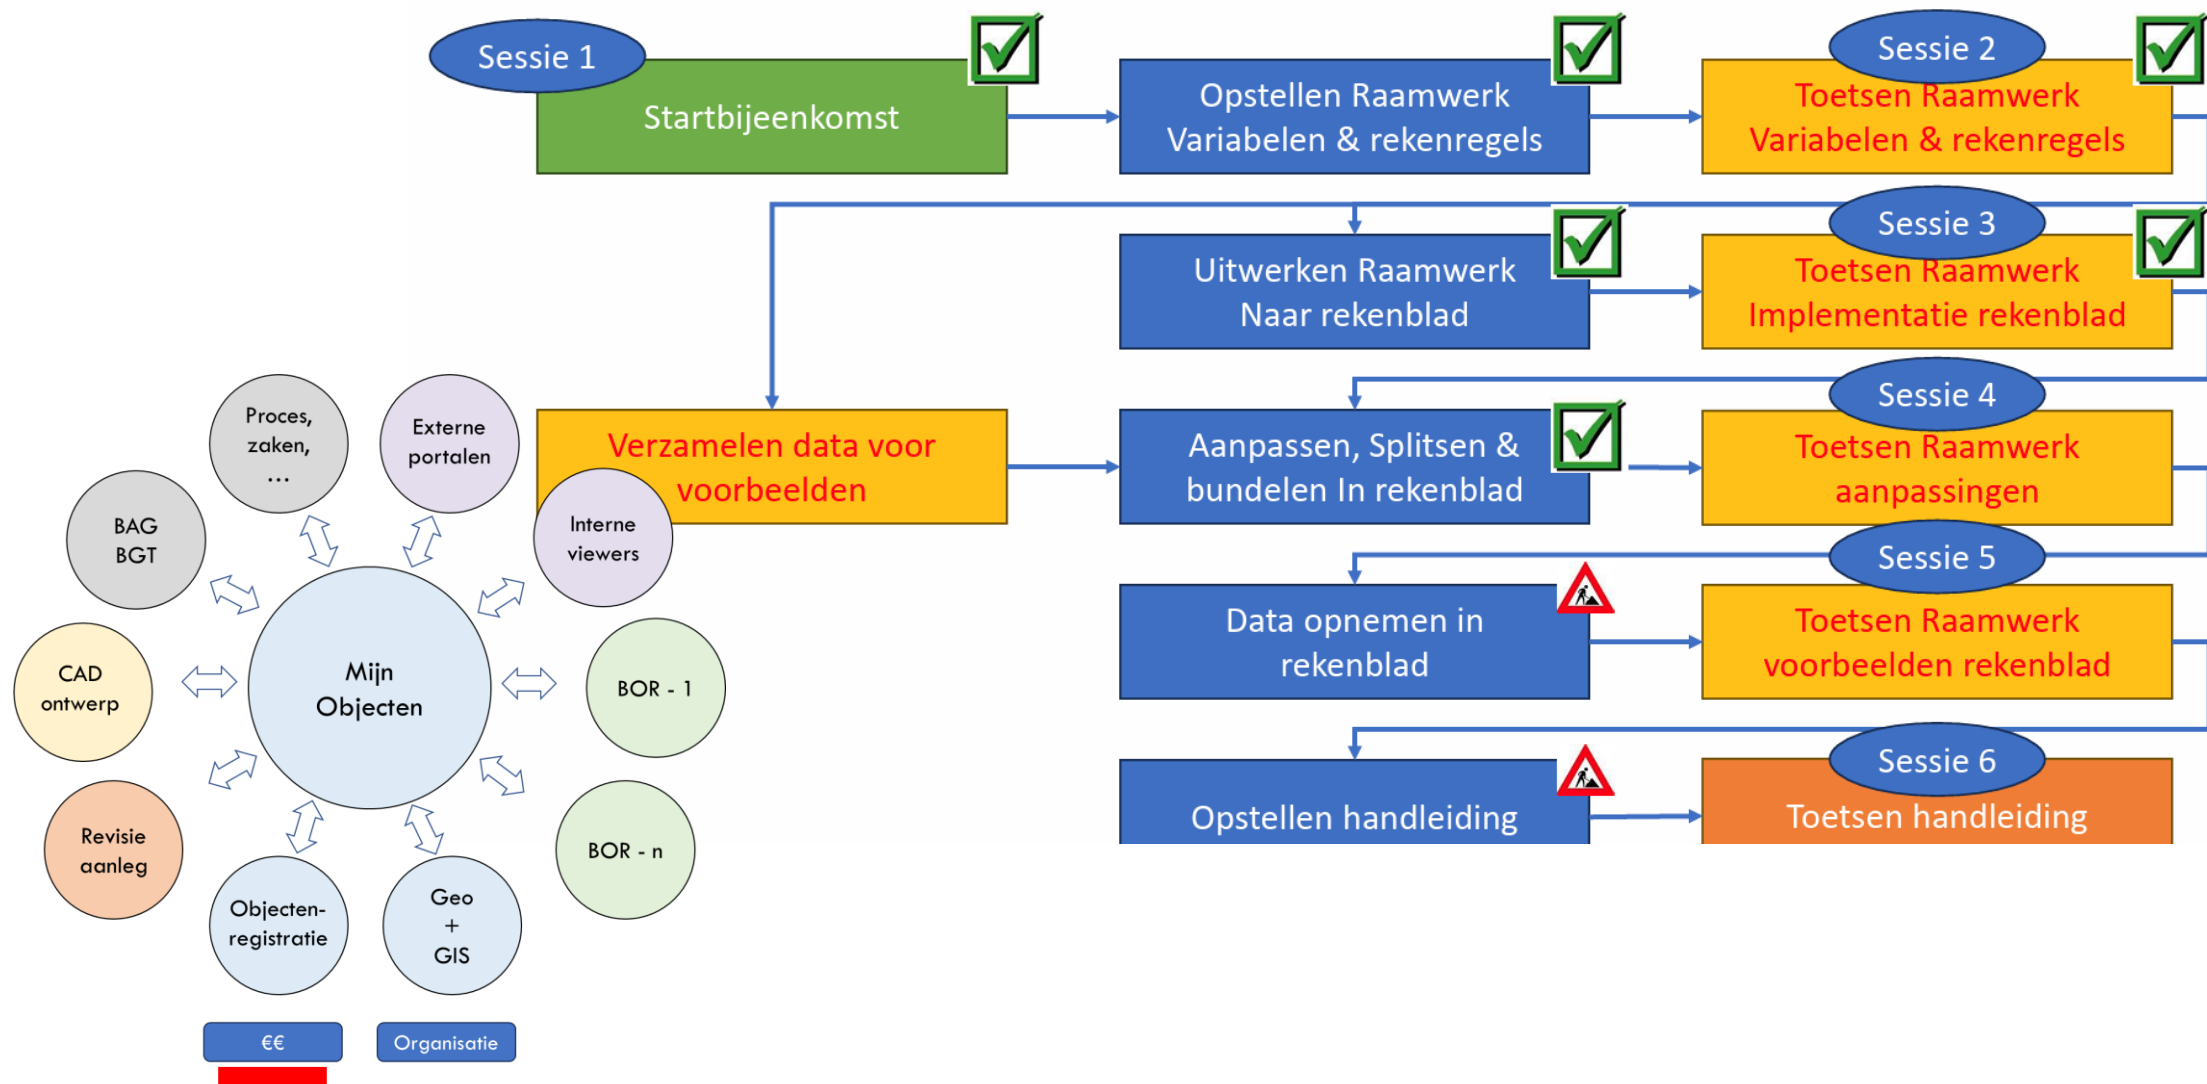 Sessie 1
Startbijeenkomst
Opstellen Raamwerk
Variabelen & rekenregels
Sessie 2
Toetsen Raamwerk
Variabelen & rekenregels
Uitwerken Raamwerk
Naar rekenblad
Sessie 3
Toetsen Raamwerk
Implementatie rekenblad
Verzamelen data voor
voorbeelden
Aanpassen, Splitsen &
bundelen In rekenblad
Sessie 4
Toetsen Raamwerk
aanpassingen
Data opnemen in
rekenblad
Sessie 5
Toetsen Raamwerk
voorbeelden rekenblad
Opstellen handleiding
Sessie 6
Toetsen handleiding
Proces,
zaken,
...
Externe
portalen
Interne
viewers
BAG
BGT
CAD
ontwerp
Mijn
Objecten
BOR - 1
Revisie
aanleg
BOR - n
Objecten-
registratie
Geo
+
GIS
€€
Organisatie